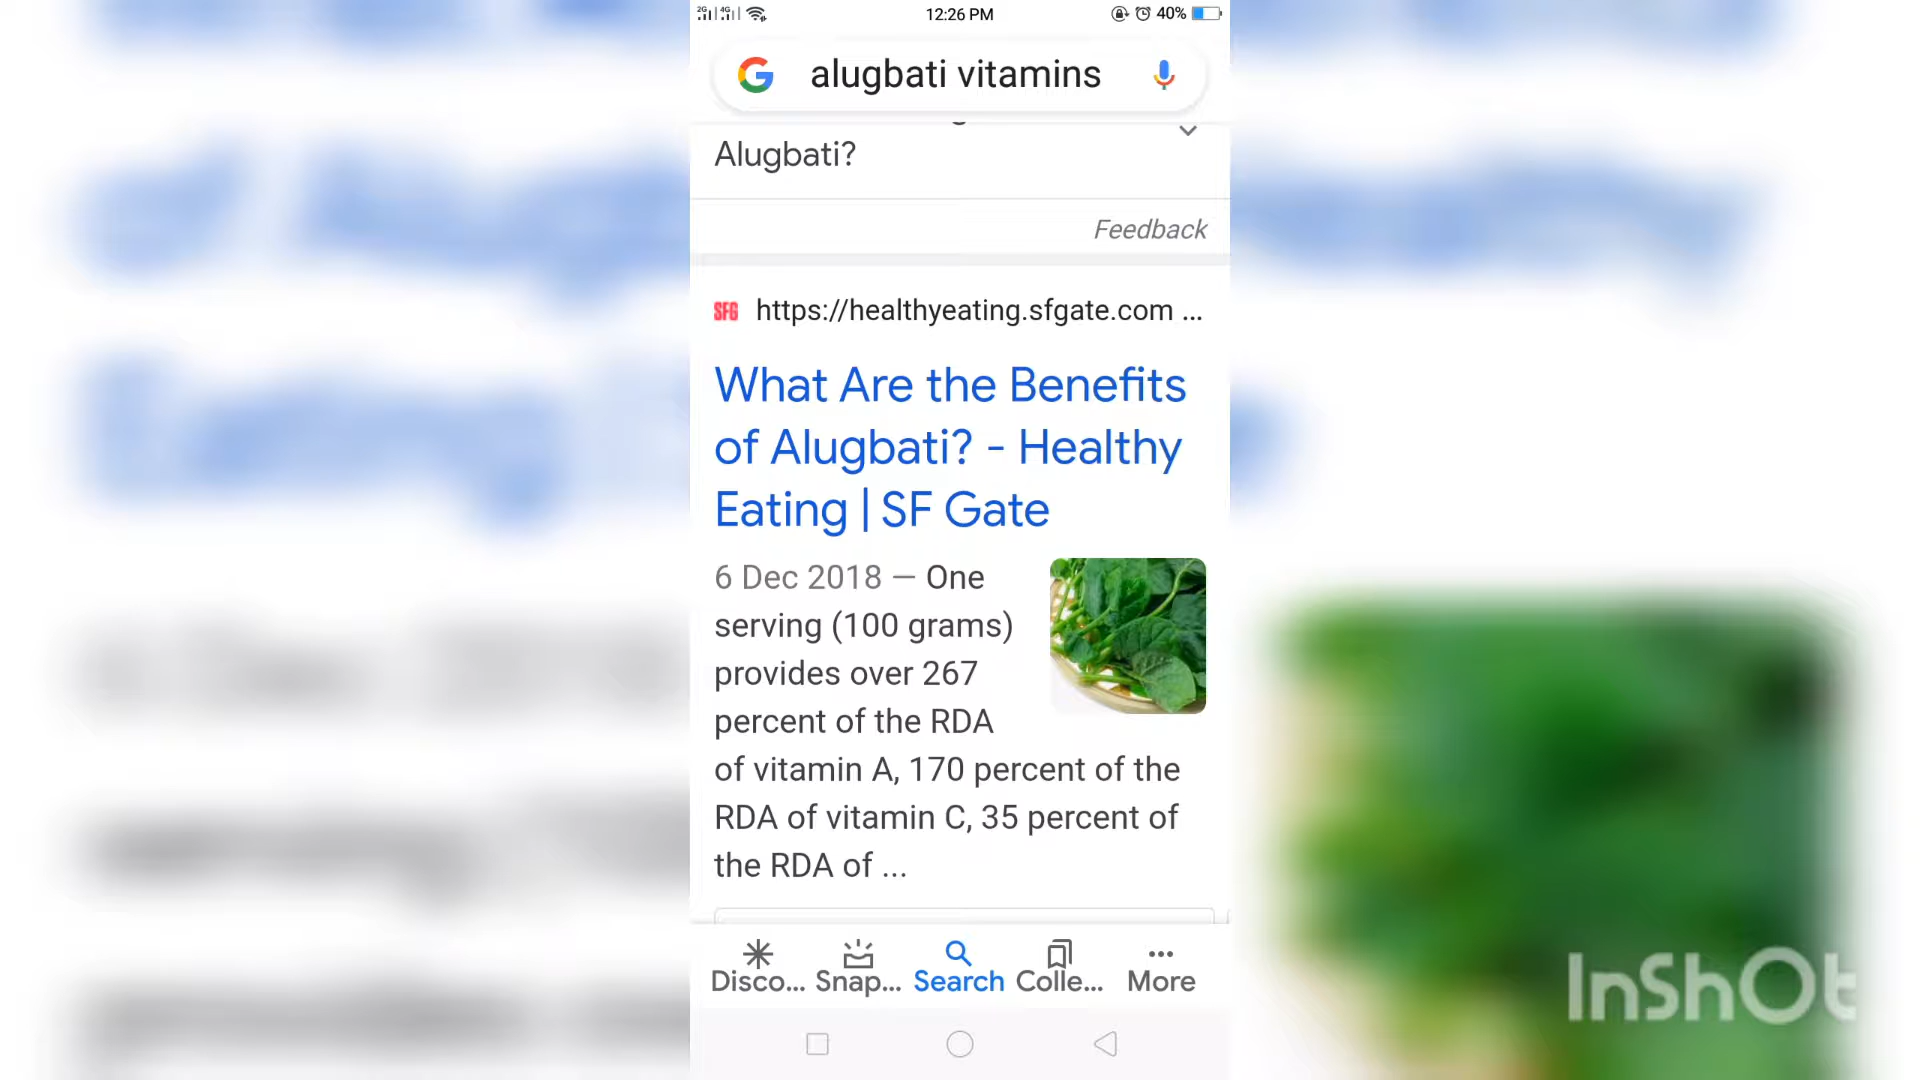 2G 4G 12:26 PM 40%
alugbati vitamins
Alugbati?
Feedback
SFG https://healthyeating.sfgate.com ...
What Are the Benefits
of Alugbati? - Healthy
Eating | SF Gate
6 Dec 2018 — One
serving (100 grams)
provides over 267
percent of the RDA
of vitamin A, 170 percent of the
RDA of vitamin C, 35 percent of
the RDA of ...
Disco... Snap... Search Colle... More
InShOt